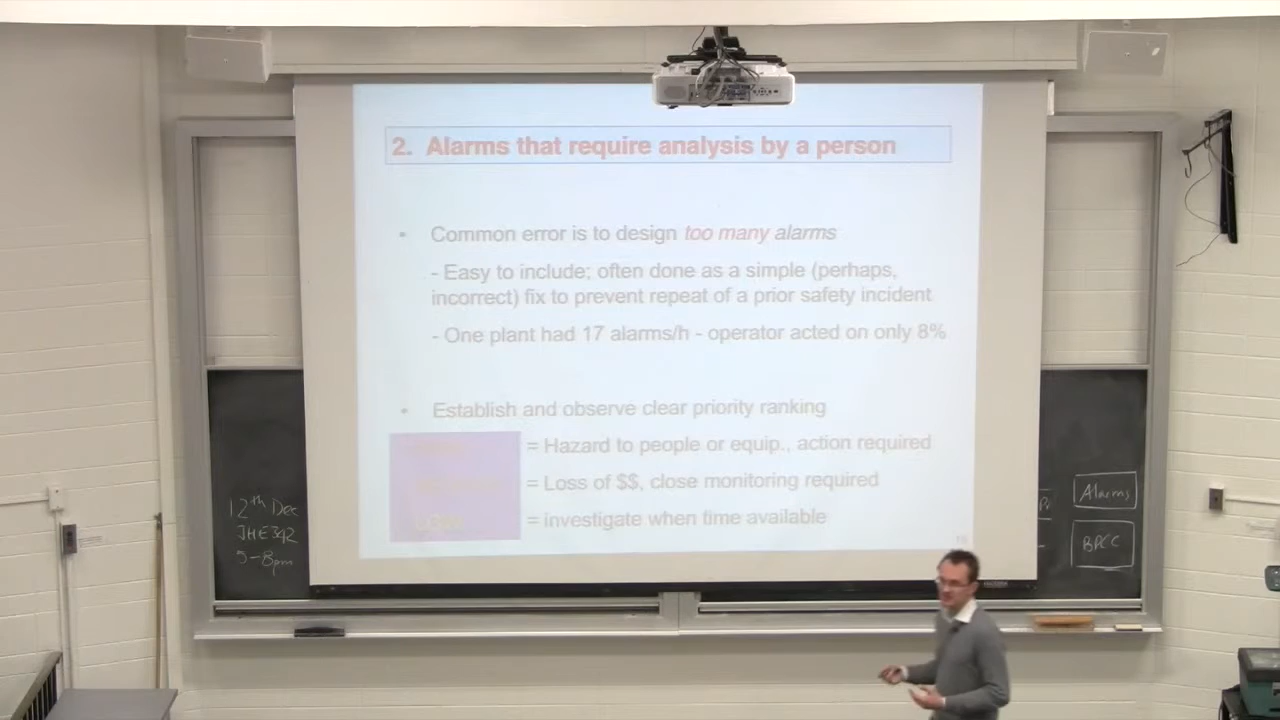 2. Alarms that require analysis by a person
• Common error is to design too many alarms
- Easy to include; often done as a simple (perhaps,
incorrect) fix to prevent repeat of a prior safety incident
- One plant had 17 alarms/h - operator acted on only 8%
• Establish and observe clear priority ranking
= Hazard to people or equip., action required
= Loss of $$, close monitoring required
= investigate when time available
12th Dec
JHE 342
5-8pm
Alarms
BPCC